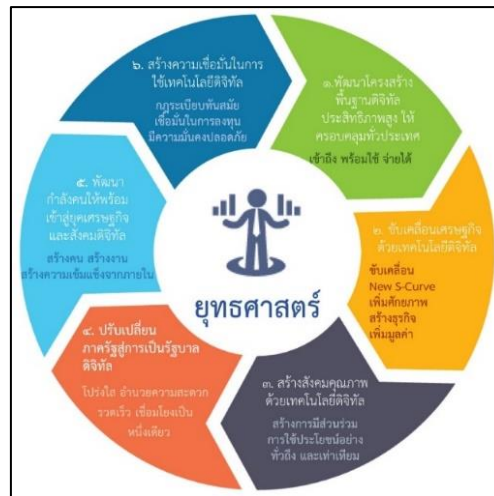 ๑.พัฒนาโครงสร้าง
พื้นฐานดิจิทัล
ประสิทธิภาพสูง ให้
ครอบคลุมทั่วประเทศ
เข้าถึง พร้อมใช้ จ่ายได้
๒. ขับเคลื่อนเศรษฐกิจ
ด้วยเทคโนโลยีดิจิทัล
ขับเคลื่อน
New S-Curve
เพิ่มศักยภาพ
สร้างธุรกิจ
เพิ่มมูลค่า
๓. สร้างสังคมคุณภาพ
ด้วยเทคโนโลยีดิจิทัล
สร้างการมีส่วนร่วม
การใช้ประโยชน์อย่าง
ทั่วถึง และเท่าเทียม
๔. ปรับเปลี่ยน
ภาครัฐสู่การเป็นรัฐบาล
ดิจิทัล
โปร่งใส อำนวยความสะดวก
รวดเร็ว เชื่อมโยงเป็น
หนึ่งเดียว
๕. พัฒนา
กำลังคนให้พร้อม
เข้าสู่ยุคเศรษฐกิจ
และสังคมดิจิทัล
สร้างคน สร้างงาน
สร้างความเข้มแข็งจากภายใน
๖. สร้างความเชื่อมั่นในการ
ใช้เทคโนโลยีดิจิทัล
กฎระเบียบทันสมัย
เชื่อมั่นในการลงทุน
มีความมั่นคงปลอดภัย
ยุทธศาสตร์